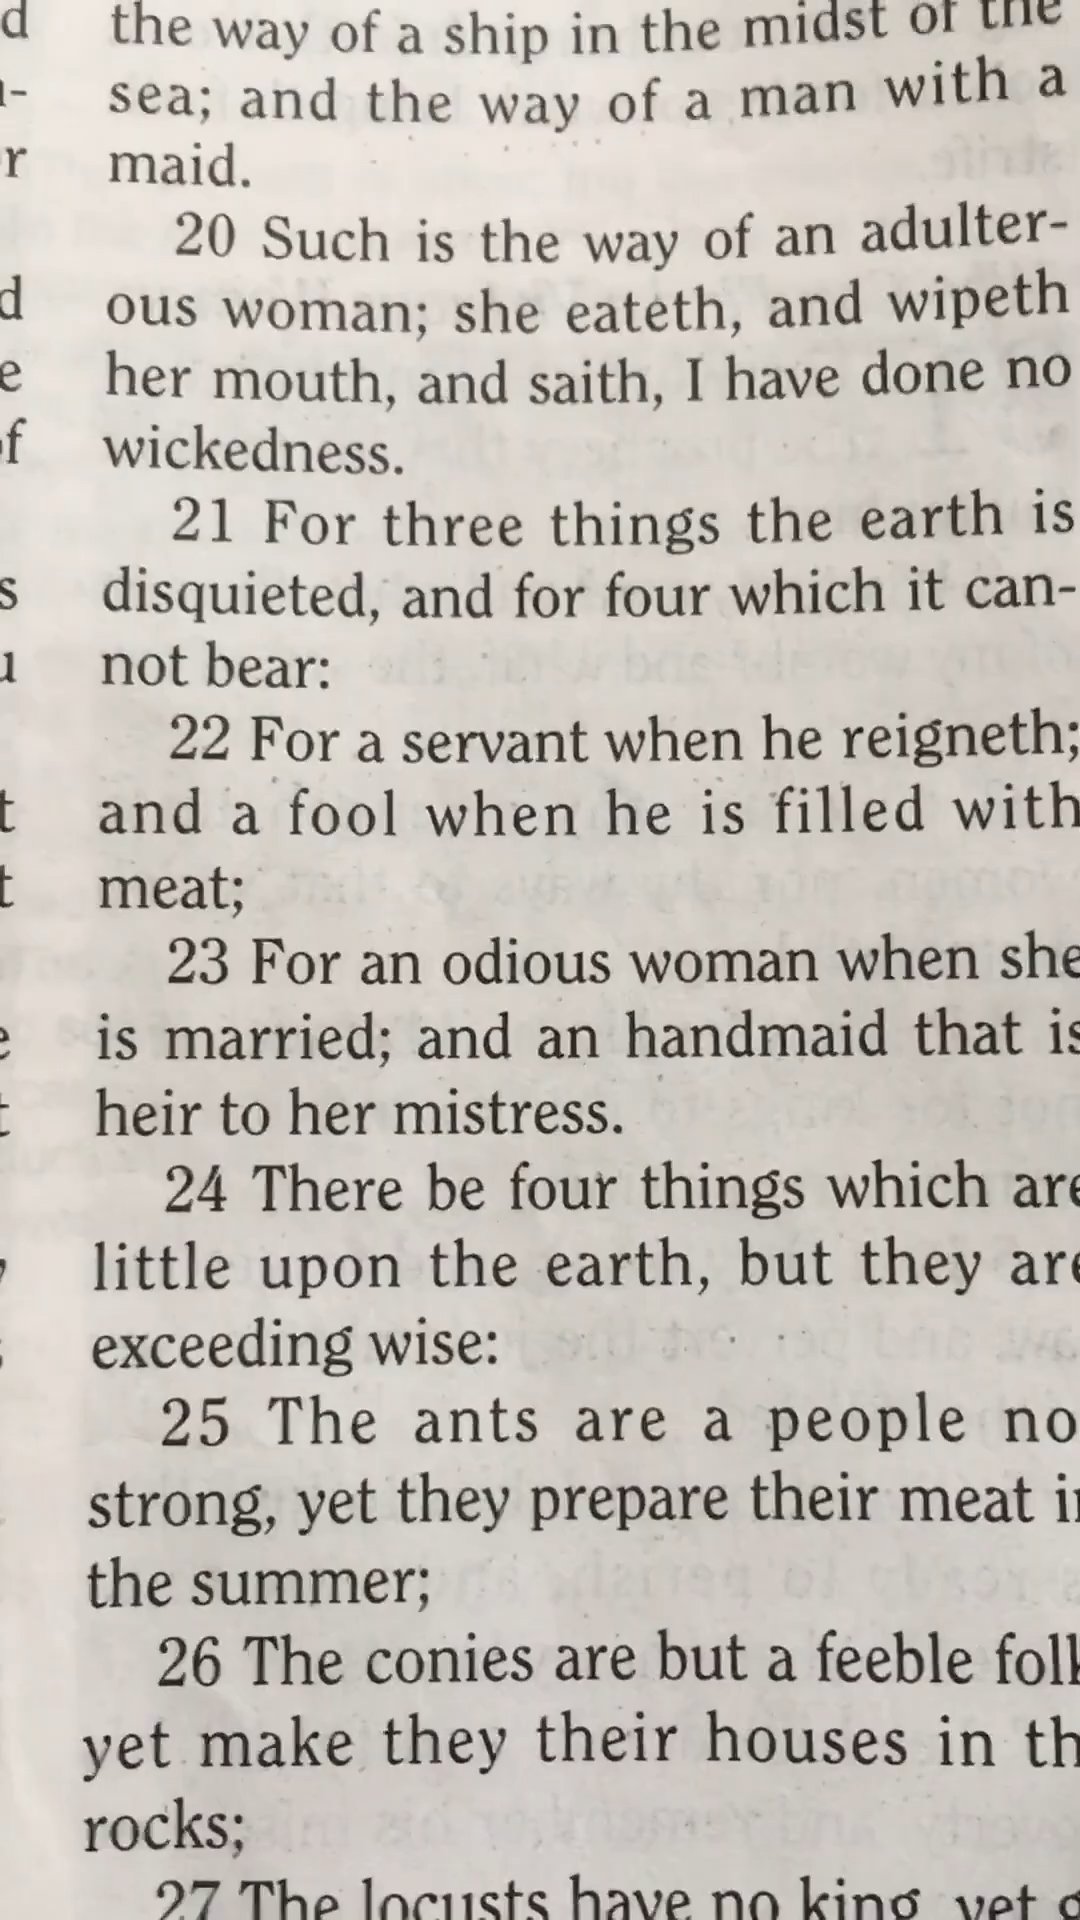 the way of a ship in the midst of the
sea; and the way of a man with a
maid.
20 Such is the way of an adulter-
ous woman; she eateth, and wipeth
her mouth, and saith, I have done no
wickedness.
21 For three things the earth is
disquieted, and for four which it can-
not bear:
22 For a servant when he reigneth;
and a fool when he is filled with
meat;
23 For an odious woman when she
is married; and an handmaid that is
heir to her mistress.
24 There be four things which are
little upon the earth, but they are
exceeding wise:
25 The ants are a people
strong, yet they prepare their meat
the summer;
26 The conies are but a feeble
yet make they their houses in
rocks;
27 The locusts have no king yet